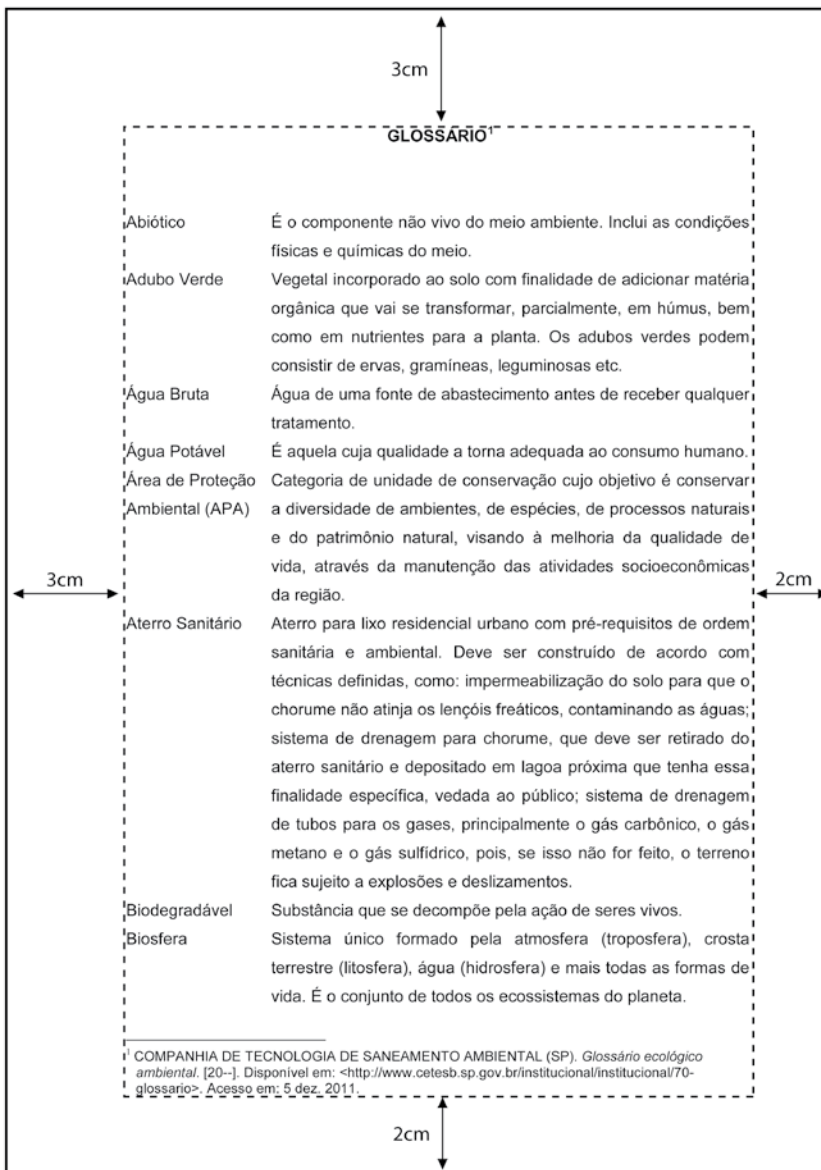 3cm
GLOSSÁRIO¹
Abiótico É o componente não vivo do meio ambiente. Inclui as condições
físicas e químicas do meio.
Adubo Verde Vegetal incorporado ao solo com finalidade de adicionar matéria
orgânica que vai se transformar, parcialmente, em húmus, bem
como em nutrientes para a planta. Os adubos verdes podem
consistir de ervas, gramíneas, leguminosas etc.
Água Bruta Água de uma fonte de abastecimento antes de receber qualquer
tratamento.
Água Potável É aquela cuja qualidade a torna adequada ao consumo humano.
Área de Proteção Categoria de unidade de conservação cujo objetivo é conservar
Ambiental (APA) a diversidade de ambientes, de espécies, de processos naturais
e do patrimônio natural, visando à melhoria da qualidade de
vida, através da manutenção das atividades socioeconômicas
3cm
2cm
da região.
Aterro Sanitário Aterro para lixo residencial urbano com pré-requisitos de ordem
sanitária e ambiental. Deve ser construído de acordo com
técnicas definidas, como: impermeabilização do solo para que o
chorume não atinja os lençóis freáticos, contaminando as águas;
sistema de drenagem para chorume, que deve ser retirado do
aterro sanitário e depositado em lagoa próxima que tenha essa
finalidade específica, vedada ao público; sistema de drenagem
de tubos para os gases, principalmente o gás carbônico, o gás
metano e o gás sulfídrico, pois, se isso não for feito, o terreno
fica sujeito a explosões e deslizamentos.
Biodegradável Substância que se decompõe pela ação de seres vivos.
Biosfera Sistema único formado pela atmosfera (troposfera), crosta
terrestre (litosfera), água (hidrosfera) e mais todas as formas de
vida. É o conjunto de todos os ecossistemas do planeta.
¹ COMPANHIA DE TECNOLOGIA DE SANEAMENTO AMBIENTAL (SP). Glossário ecológico
ambiental. [20--]. Disponível em: <http://www.cetesb.sp.gov.br/institucional/institucional/70-
glossario>. Acesso em: 5 dez. 2011.
2cm